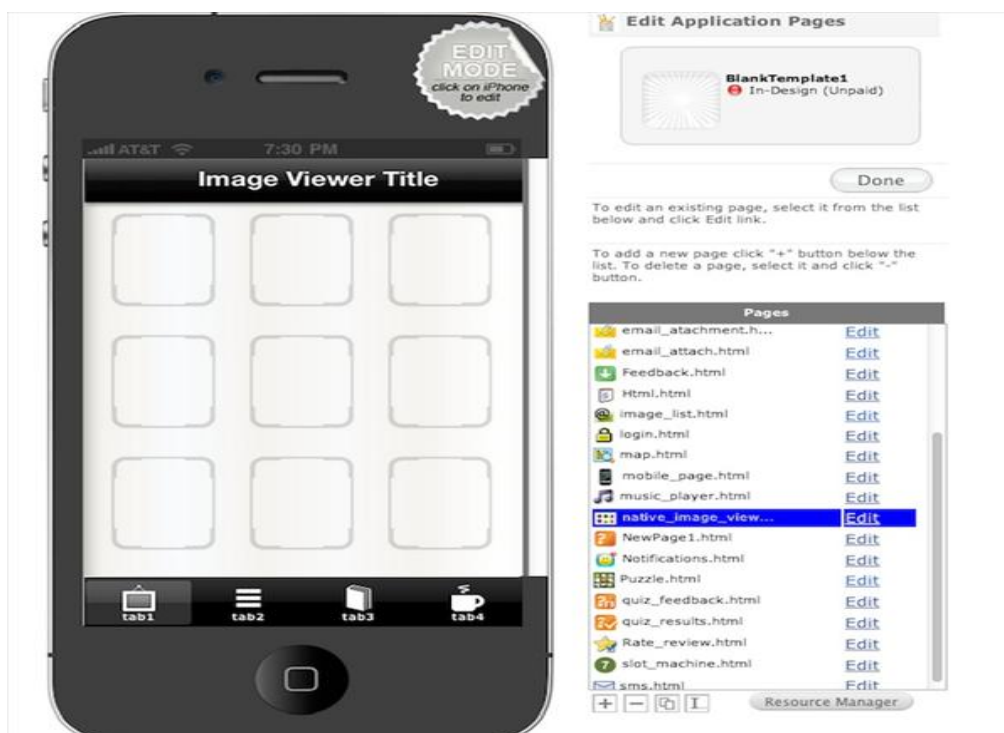 EDIT
MODE
click on iPhone
to edit
AT&T
7:30 PM
Image Viewer Title
tab1
tab2
tab3
tab4
Edit Application Pages
BlankTemplate1
In-Design (Unpaid)
Done
To edit an existing page, select it from the list
below and click Edit link.
To add a new page click "+" button below the
list. To delete a page, select it and click "-"
button.
Pages
email_atachment.h... Edit
email_attach.html Edit
Feedback.html Edit
Html.html Edit
image_list.html Edit
login.html Edit
map.html Edit
mobile_page.html Edit
music_player.html Edit
native_image_view... Edit
NewPage1.html Edit
Notifications.html Edit
Puzzle.html Edit
quiz_feedback.html Edit
quiz_results.html Edit
Rate_review.html Edit
7 slot_machine.html Edit
sms.html Edit
+ - I Resource Manager